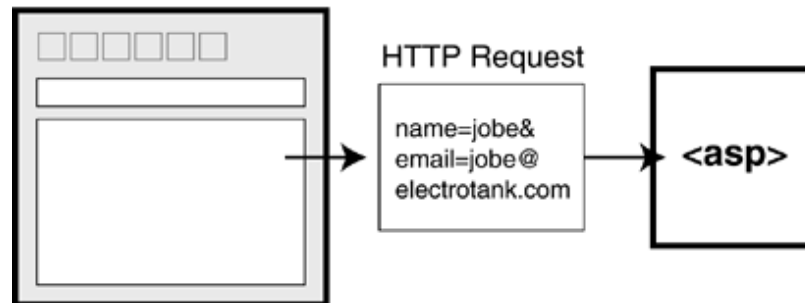 HTTP Request
name=jobe&
email=jobe@
electrotank.com
<asp>